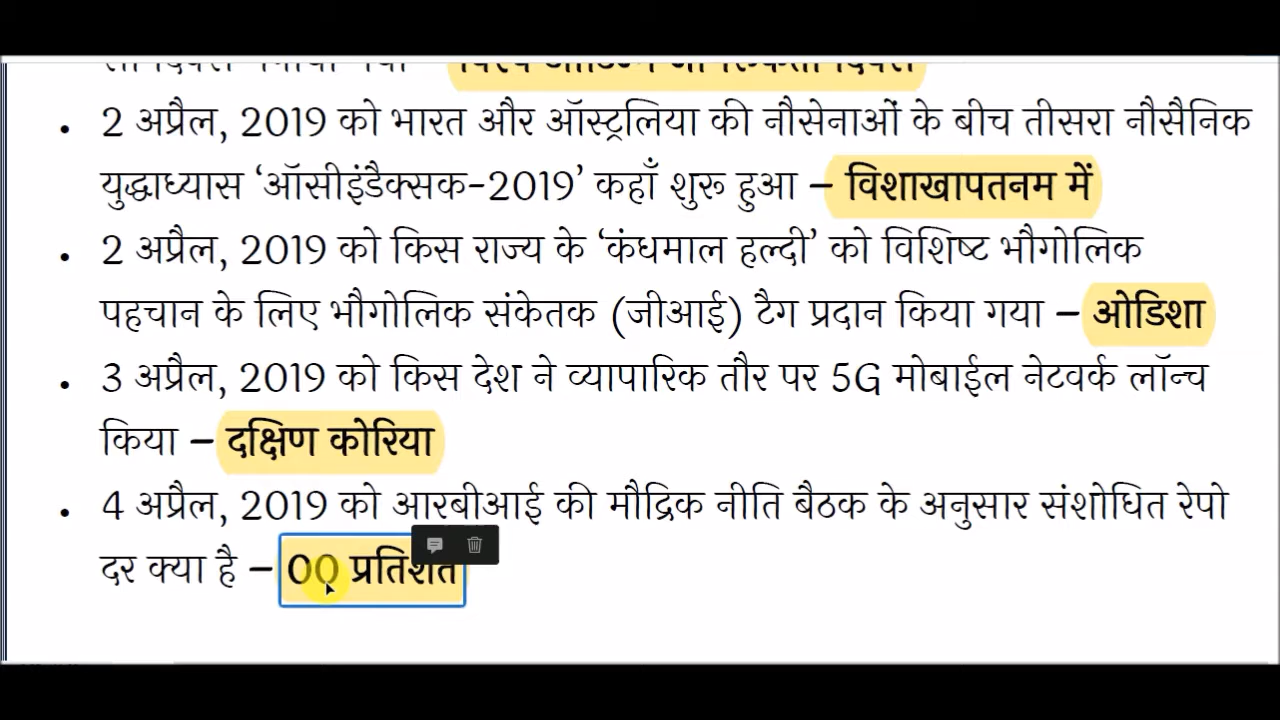 • 2 अप्रैल, 2019 को भारत और ऑस्ट्रलिया की नौसेनाओं के बीच तीसरा नौसैनिक
युद्धाध्यास ‘ऑसीइंडैक्सक-2019’ कहाँ शुरू हुआ – विशाखापतनम में
• 2 अप्रैल, 2019 को किस राज्य के ‘कंधमाल हल्दी’ को विशिष्ट भौगोलिक
पहचान के लिए भौगोलिक संकेतक (जीआई) टैग प्रदान किया गया – ओडिशा
• 3 अप्रैल, 2019 को किस देश ने व्यापारिक तौर पर 5G मोबाईल नेटवर्क लॉन्च
किया – दक्षिण कोरिया
• 4 अप्रैल, 2019 को आरबीआई की मौद्रिक नीति बैठक के अनुसार संशोधित रेपो
दर क्या है – 00 प्रतिशत